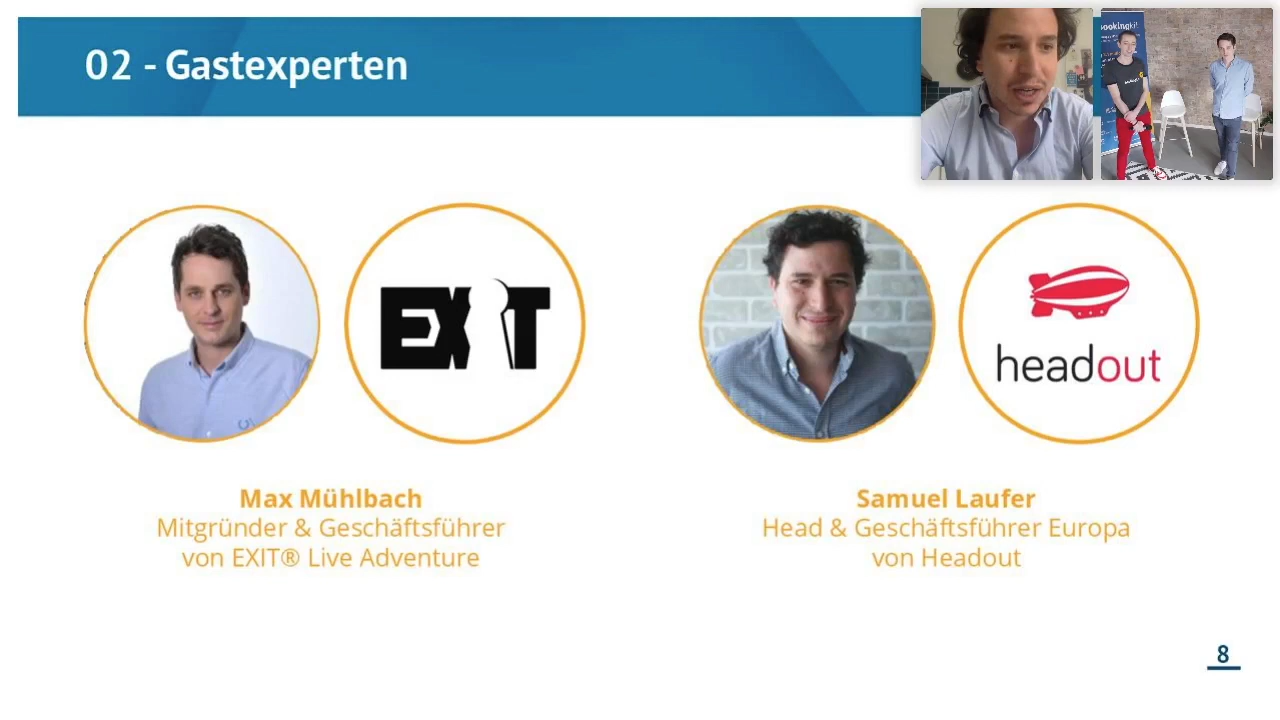 02 - Gastexperten
bookingkit
EXIT
headout
Max Mühlbach
Mitgründer & Geschäftsführer
von EXIT® Live Adventure
Samuel Laufer
Head & Geschäftsführer Europa
von Headout
8